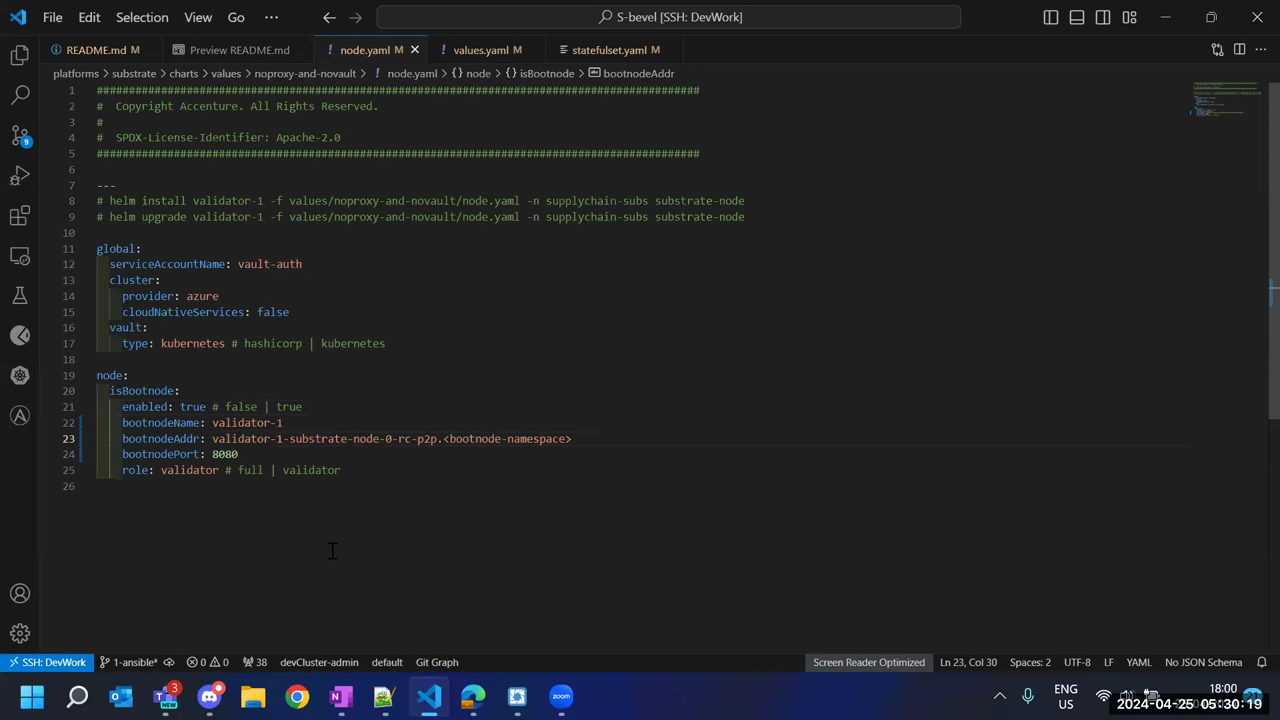 File Edit Selection View Go ··· S-bevel [SSH: DevWork]
README.md M Preview README.md node.yaml M values.yaml M statefulset.yaml M
platforms > substrate > charts > values > noproxy-and-novault > ! node.yaml > {} node > {} isBootnode > abc bootnodeAddr
1 ###########################################################################################
2 #  Copyright Accenture. All Rights Reserved.
3 #
4 #  SPDX-License-Identifier: Apache-2.0
5 ###########################################################################################
6
7 ---
8 # helm install validator-1 -f values/noproxy-and-novault/node.yaml -n supplychain-subs substrate-node
9 # helm upgrade validator-1 -f values/noproxy-and-novault/node.yaml -n supplychain-subs substrate-node
10
11 global:
12 serviceAccountName: vault-auth
13 cluster:
14 provider: azure
15 cloudNativeServices: false
16 vault:
17 type: kubernetes # hashicorp | kubernetes
18
19 node:
20 isBootnode:
21 enabled: true # false | true
22 bootnodeName: validator-1
23 bootnodeAddr: validator-1-substrate-node-0-rc-p2p.<bootnode-namespace>
24 bootnodePort: 8080
25 role: validator # full | validator
26
9
SSH: DevWork 1-ansible* 0 0 38 devCluster-admin default Git Graph Screen Reader Optimized Ln 23, Col 30 Spaces: 2 UTF-8 LF YAML No JSON Schema
3 NEW zoom ENG US 18:00
2024-04-25 05:30:19